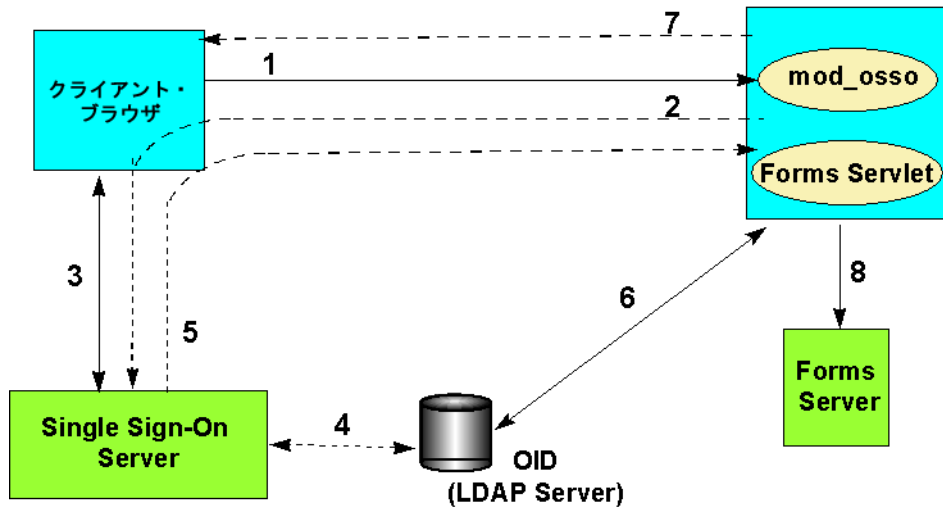 7
1
クライアント・
ブラウザ
mod_osso
2
Forms Servlet
3
5
6
8
Forms
Server
Single Sign-On
Server
4
OID
(LDAP Server)